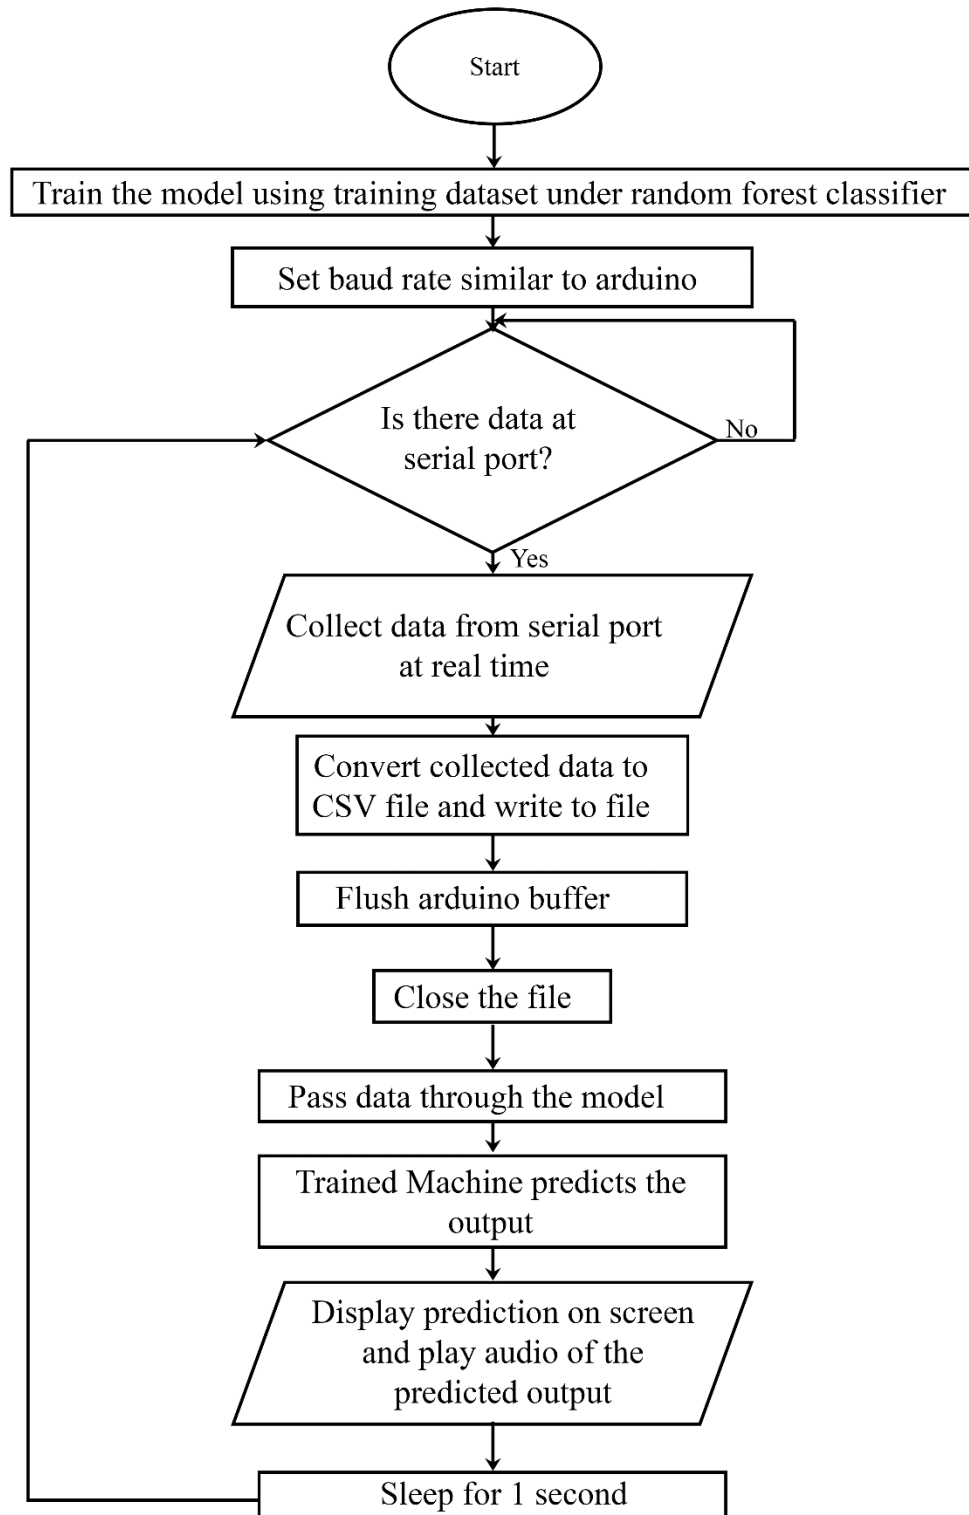 Start
Train the model using training dataset under random forest classifier
Set baud rate similar to arduino
Is there data at
serial port?
No
Yes
Collect data from serial port
at real time
Convert collected data to
CSV file and write to file
Flush arduino buffer
Close the file
Pass data through the model
Trained Machine predicts the
output
Display prediction on screen
and play audio of the
predicted output
Sleep for 1 second